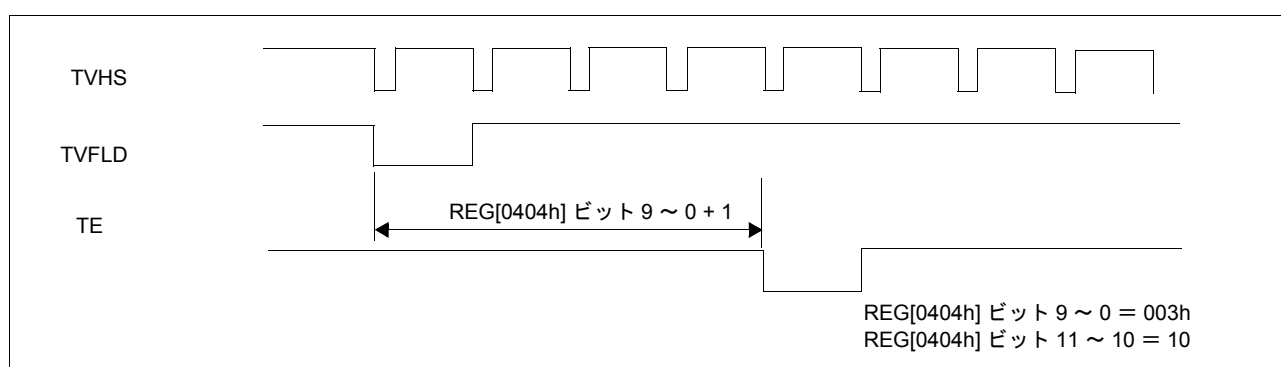 TVHS
TVFLD
TE
REG[0404h] ビット 9 ～ 0 + 1
REG[0404h] ビット 9 ～ 0 ＝ 003h
REG[0404h] ビット 11 ～ 10 ＝ 10